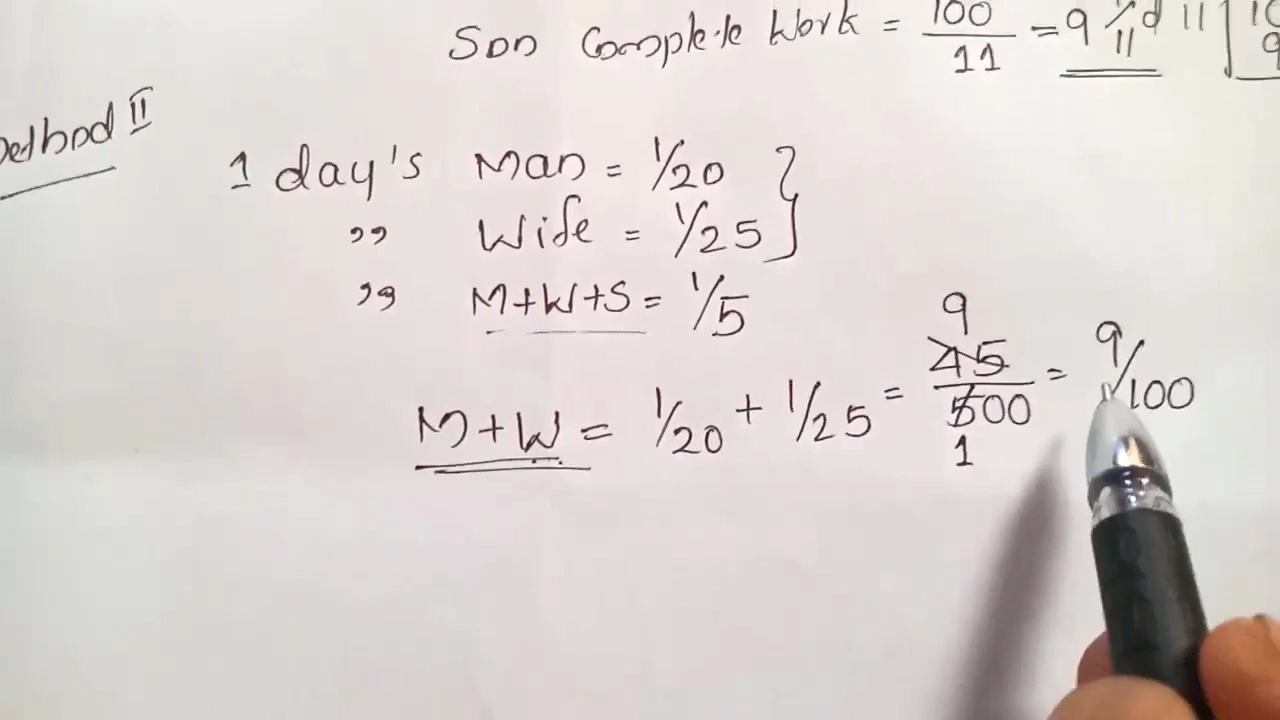 Son Complete Work = 100/11 = 9 1/11 d
Method II
1 day's Man = 1/20
,, Wife = 1/25
,, M+W+S = 1/5
M+W = 1/20 + 1/25 = 45/500 = 9/100
9
1